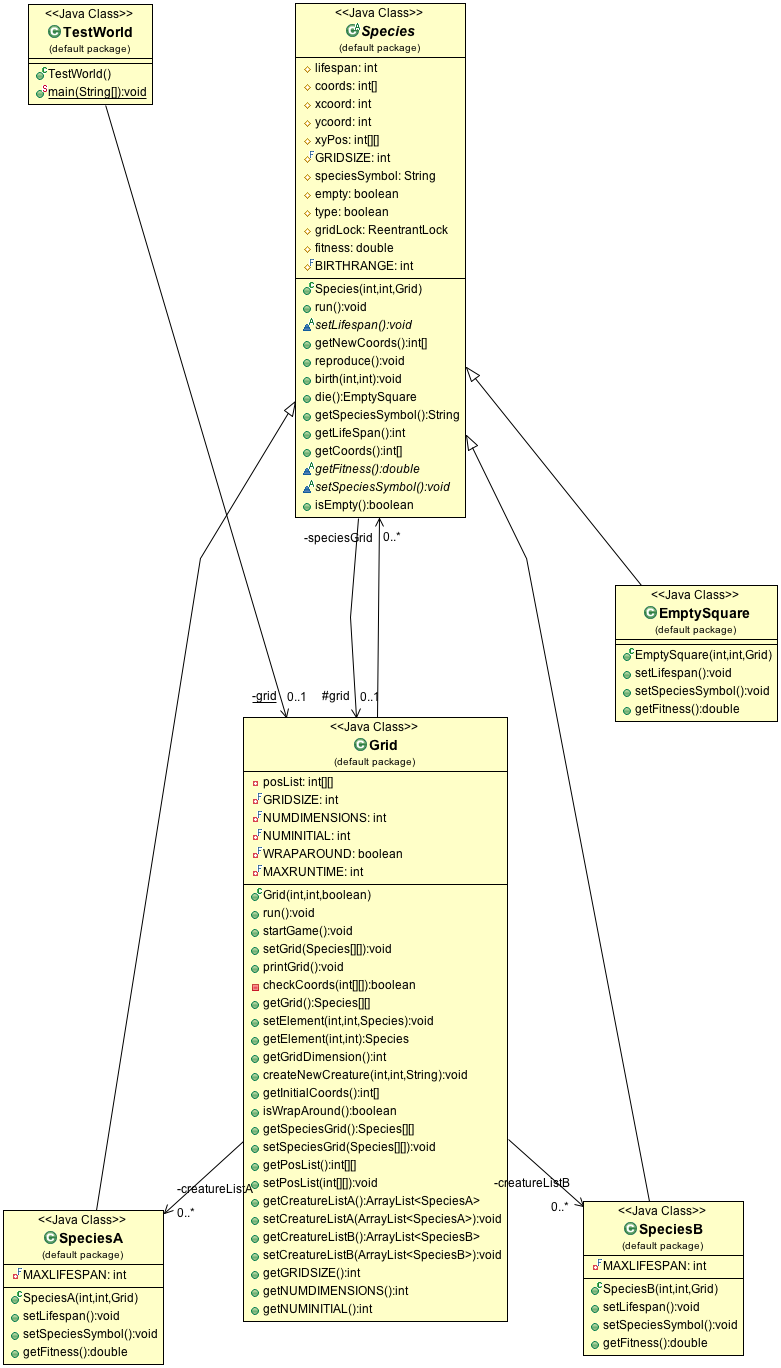 <<Java Class>>
TestWorld
(default package)
TestWorld()
main(String[]):void
<<Java Class>>
Species
(default package)
lifespan: int
coords: int[]
xcoord: int
ycoord: int
xyPos: int[][]
GRIDSIZE: int
speciesSymbol: String
empty: boolean
type: boolean
gridLock: ReentrantLock
fitness: double
BIRTHRANGE: int
Species(int,int,Grid)
run():void
setLifespan():void
getNewCoords():int[]
reproduce():void
birth(int,int):void
die():EmptySquare
getSpeciesSymbol():String
getLifeSpan():int
getCoords():int[]
getFitness():double
setSpeciesSymbol():void
isEmpty():boolean
-speciesGrid 0..*
<<Java Class>>
EmptySquare
(default package)
EmptySquare(int,int,Grid)
setLifespan():void
setSpeciesSymbol():void
getFitness():double
-grid 0..1 #grid 0..1
<<Java Class>>
Grid
(default package)
posList: int[][]
GRIDSIZE: int
NUMDIMENSIONS: int
NUMINITIAL: int
WRAPAROUND: boolean
MAXRUNTIME: int
Grid(int,int,boolean)
run():void
startGame():void
setGrid(Species[][]):void
printGrid():void
checkCoords(int[][]):boolean
getGrid():Species[][]
setElement(int,int,Species):void
getElement(int,int):Species
getGridDimension():int
createNewCreature(int,int,String):void
getInitialCoords():int[]
isWrapAround():boolean
getSpeciesGrid():Species[][]
setSpeciesGrid(Species[][]):void
getPosList():int[][]
setPosList(int[][]):void
getCreatureListA():ArrayList<SpeciesA>
setCreatureListA(ArrayList<SpeciesA>):void
getCreatureListB():ArrayList<SpeciesB>
setCreatureListB(ArrayList<SpeciesB>):void
getGRIDSIZE():int
getNUMDIMENSIONS():int
getNUMINITIAL():int
-creatureListA
0..*
-creatureListB
0..*
<<Java Class>>
SpeciesA
(default package)
MAXLIFESPAN: int
SpeciesA(int,int,Grid)
setLifespan():void
setSpeciesSymbol():void
getFitness():double
<<Java Class>>
SpeciesB
(default package)
MAXLIFESPAN: int
SpeciesB(int,int,Grid)
setLifespan():void
setSpeciesSymbol():void
getFitness():double